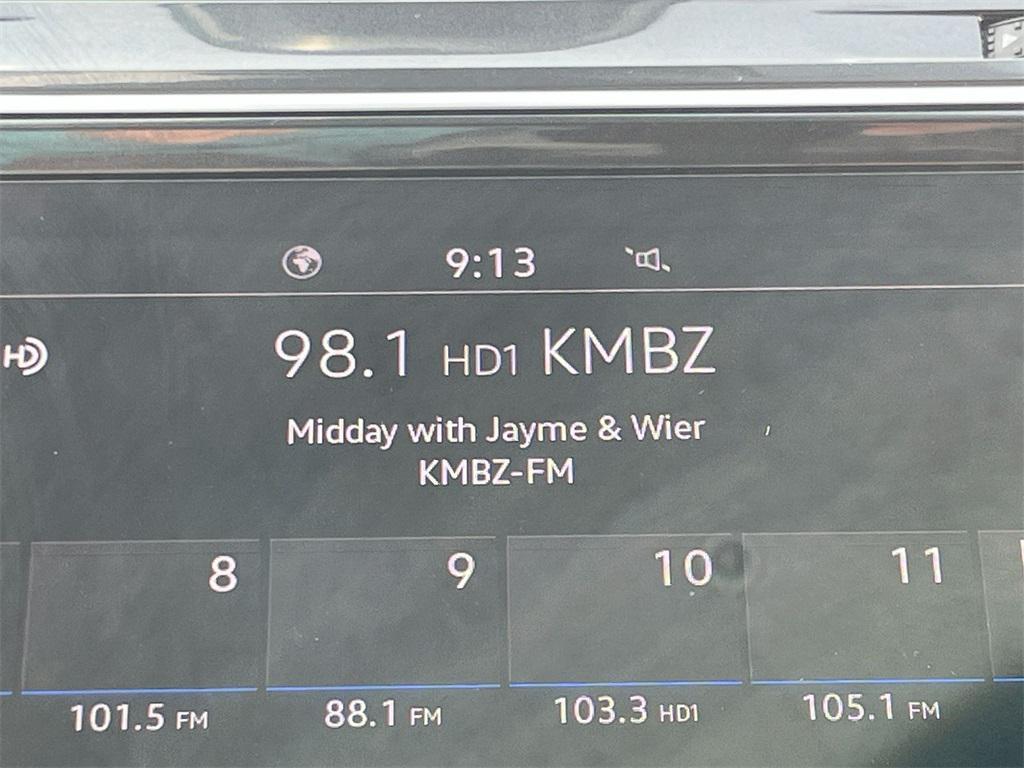 9:13
HD
98.1 HD1 KMBZ
Midday with Jayme & Wier
KMBZ-FM
8 9 10 11
101.5 FM 88.1 FM 103.3 HD1 105.1 FM